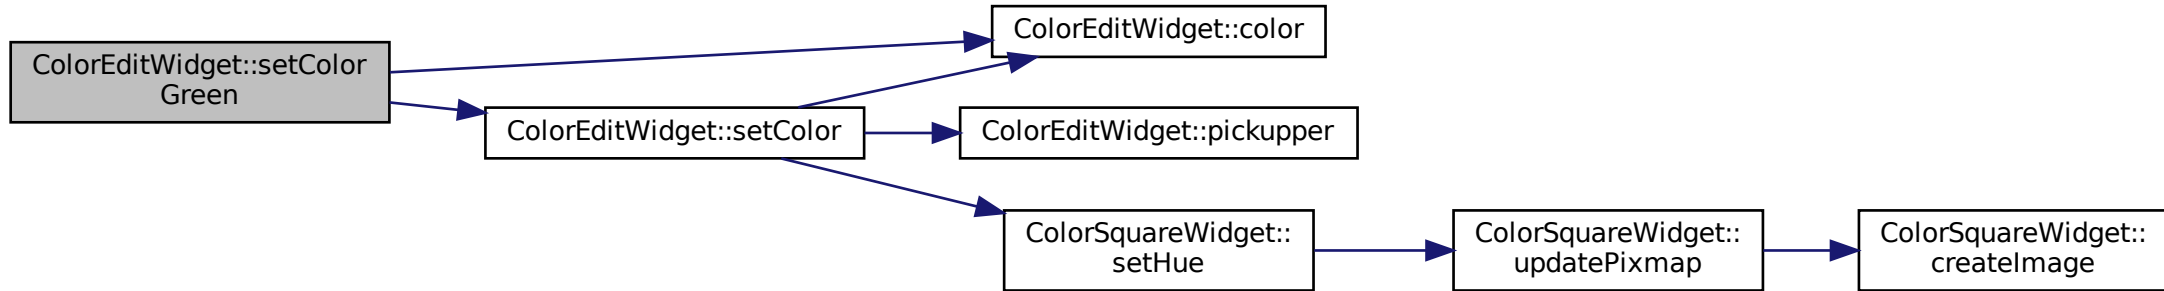 ColorEditWidget::setColor
Green
ColorEditWidget::color
ColorEditWidget::setColor
ColorEditWidget::pickupper
ColorSquareWidget::
setHue
ColorSquareWidget::
updatePixmap
ColorSquareWidget::
createImage